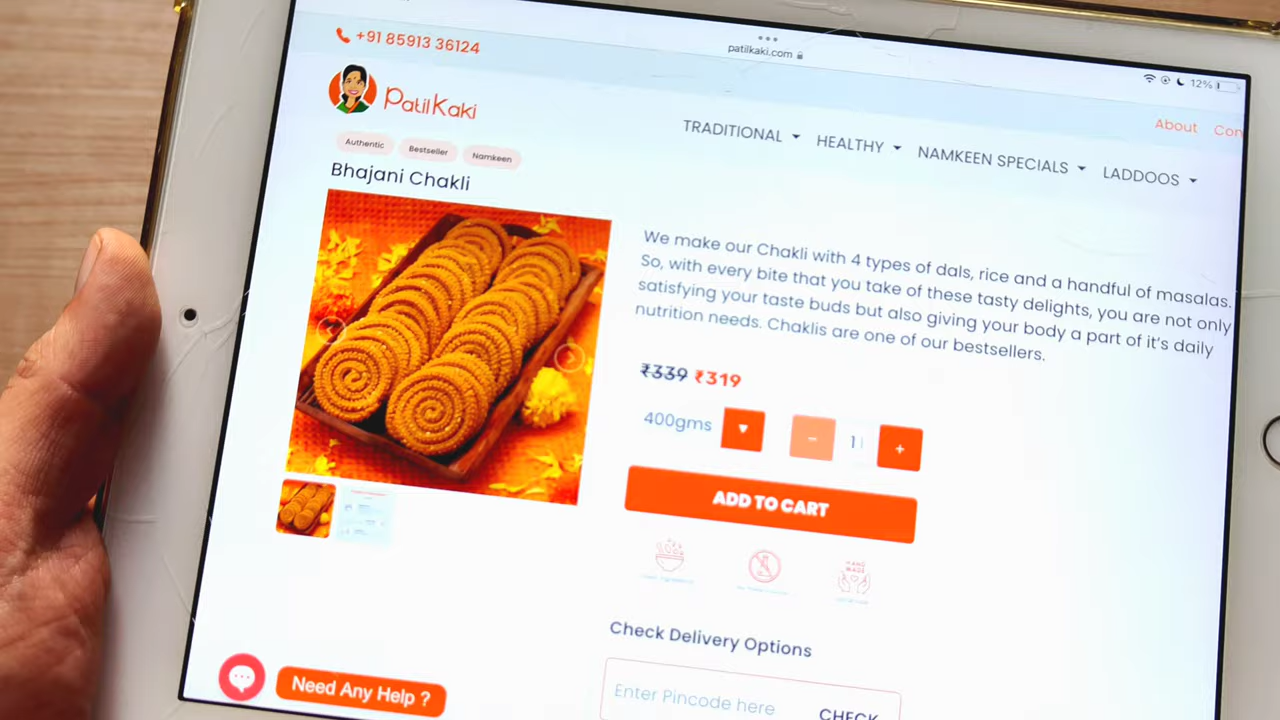 +91 85913 36124
patilkaki.com
12%
PatilKaki
About Con
TRADITIONAL HEALTHY NAMKEEN SPECIALS LADDOOS
Authentic Bestseller Namkeen
Bhajani Chakli
We make our Chakli with 4 types of dals, rice and a handful of masalas.
So, with every bite that you take of these tasty delights, you are not only
satisfying your taste buds but also giving your body a part of it's daily
nutrition needs. Chaklis are one of our bestsellers.
₹339 ₹319
400gms - 1 +
ADD TO CART
HAND MADE
Check Delivery Options
Enter Pincode here CHECK
Need Any Help ?